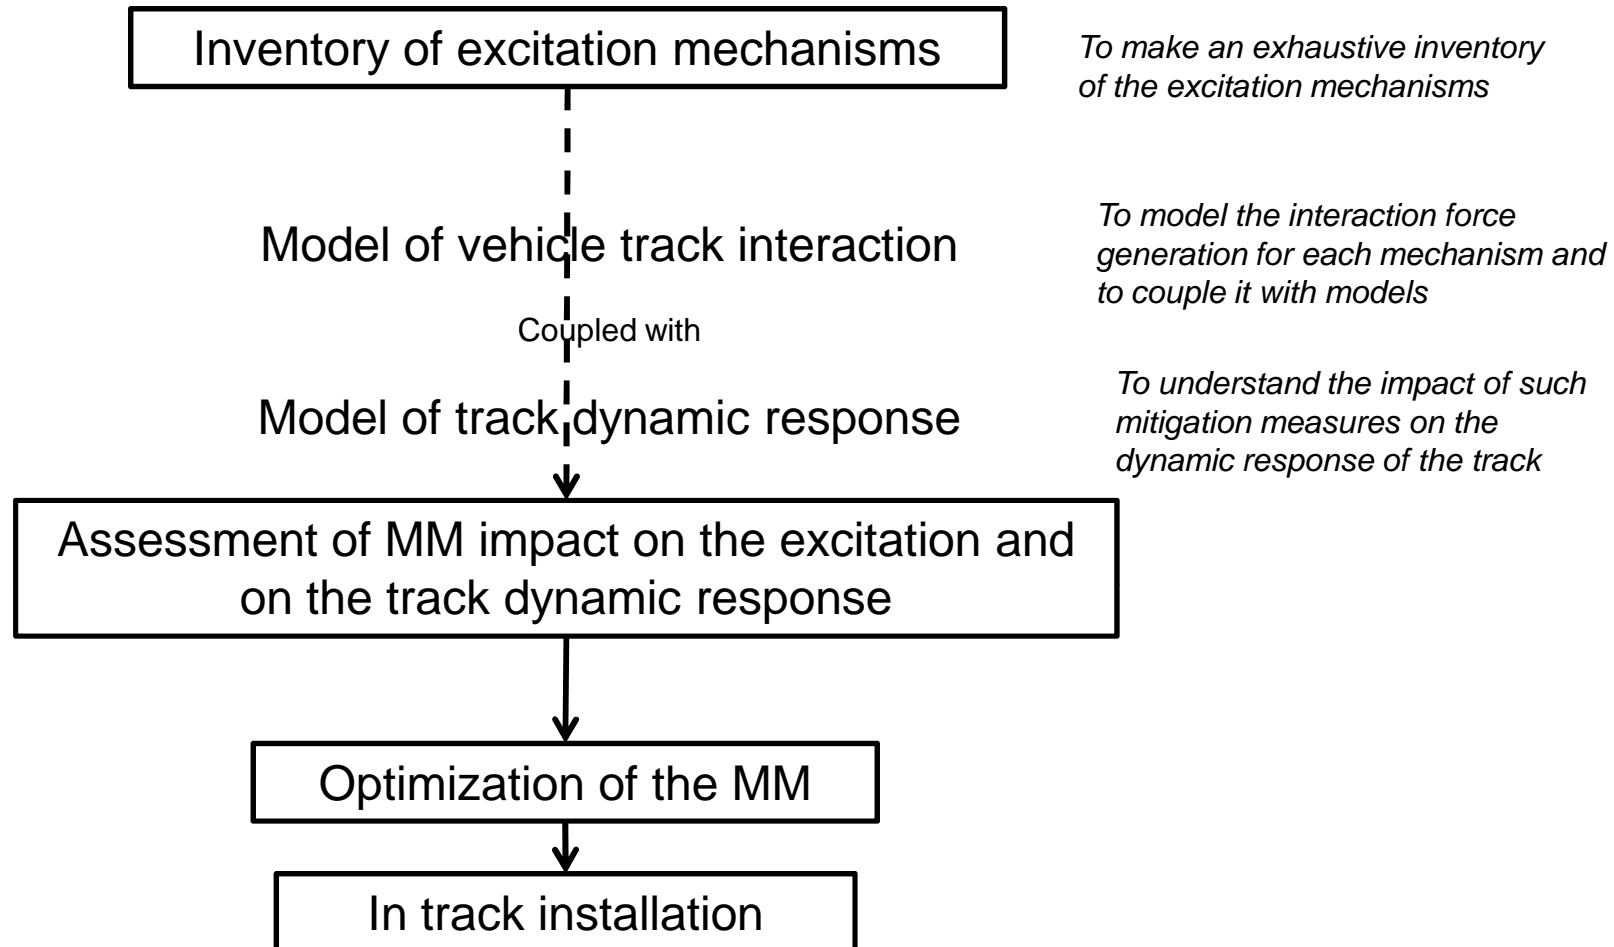 Inventory of excitation mechanisms
To make an exhaustive inventory
of the excitation mechanisms
Model of vehicle track interaction
To model the interaction force
generation for each mechanism and
to couple it with models
Coupled with
Model of track dynamic response
To understand the impact of such
mitigation measures on the
dynamic response of the track
Assessment of MM impact on the excitation and
on the track dynamic response
Optimization of the MM
In track installation